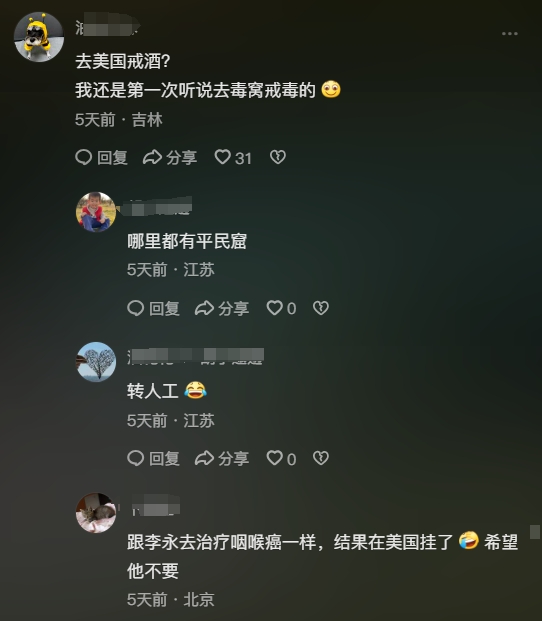 去美国戒酒?
我还是第一次听说去毒窝戒毒的
5天前 · 吉林
回复 分享 31
哪里都有平民窟
5天前 · 江苏
回复 分享 0
转人工
5天前 · 江苏
回复 分享 0
跟李永去治疗咽喉癌一样，结果在美国挂了 希望
他不要
5天前 · 北京